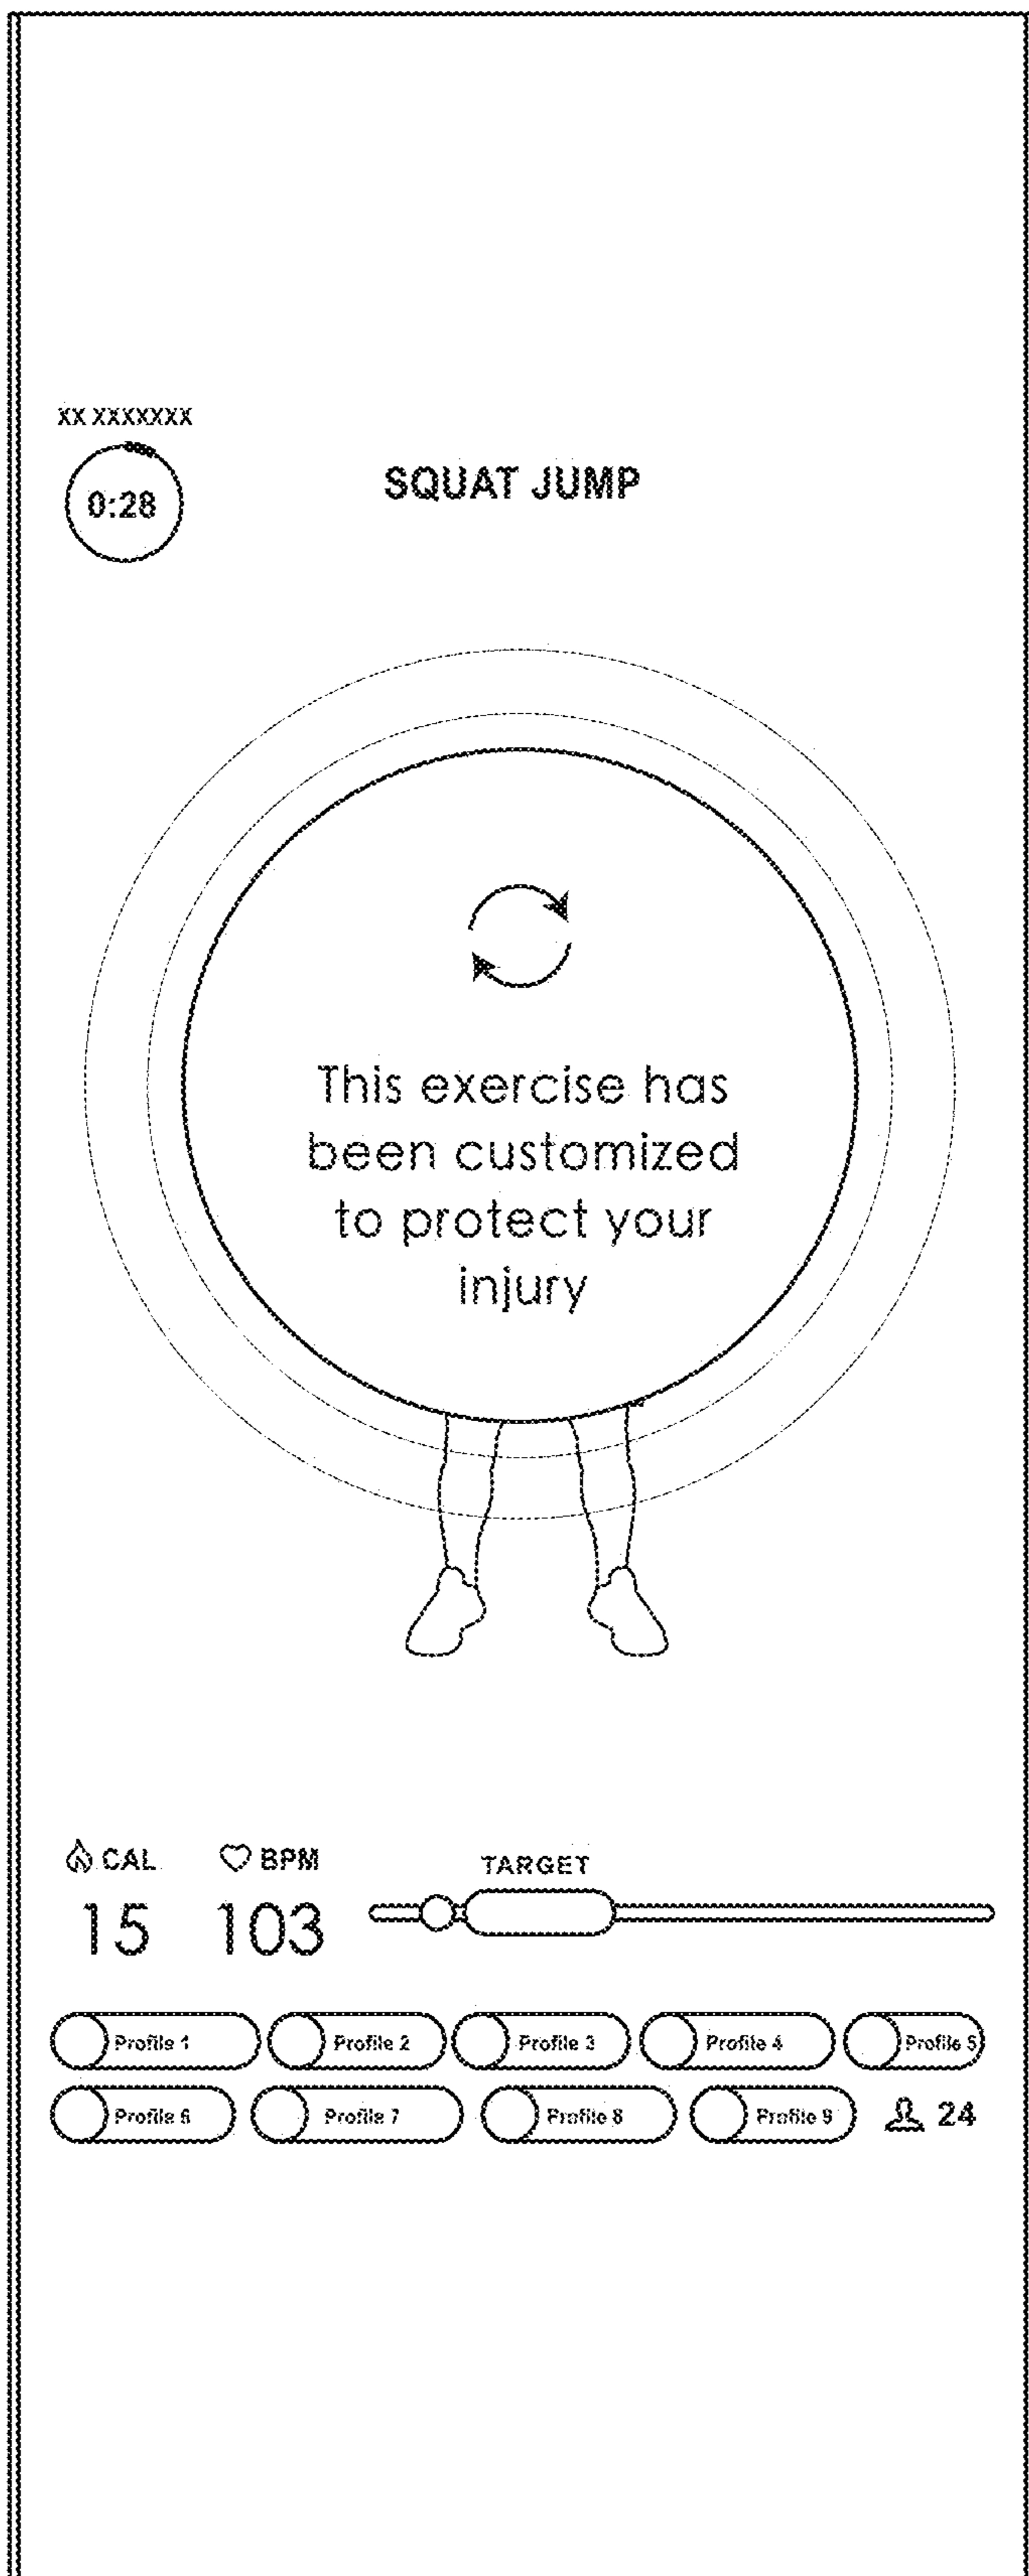 XX XXXXXXX
0:28
SQUAT JUMP
This exercise has
been customized
to protect your
injury
CAL BPM
TARGET
15 103
Profile 1 Profile 2 Profile 3 Profile 4 Profile 5
Profile 6 Profile 7 Profile 8 Profile 9 24